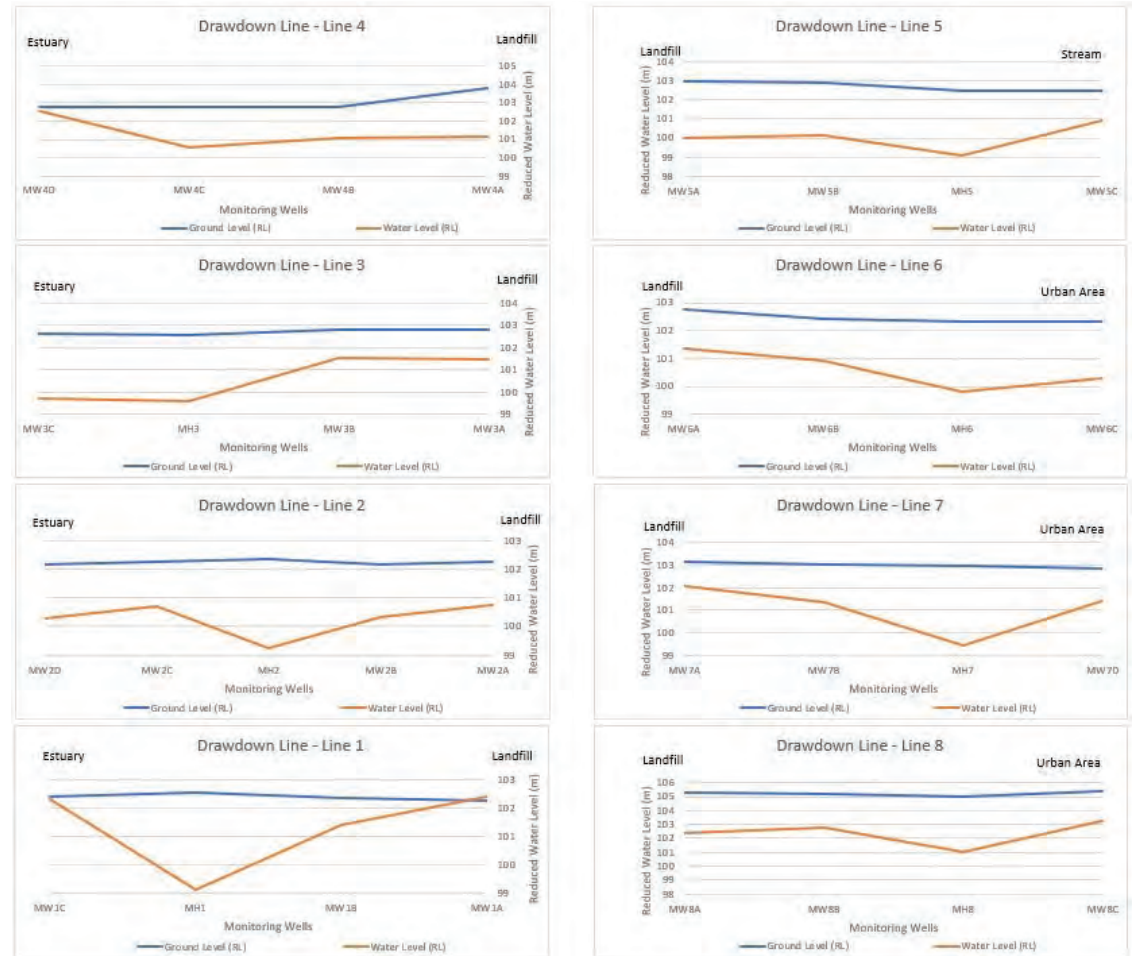 Drawdown Line - Line 4
Estuary
Landfill
105
104
103
102
101
100
99
Reduced Water Level (m)
MW4D MW4C MW4B MW4A
Monitoring Wells
Ground Level (RL) Water Level (RL)
Drawdown Line - Line 5
Landfill
Stream
104
103
102
101
100
99
98
Reduced Water Level (m)
MW5A MW5B MH5 MW5C
Monitoring Wells
Ground Level (RL) Water Level (RL)
Drawdown Line - Line 3
Estuary
Landfill
104
103
102
101
100
99
Reduced Water Level (m)
MW3C MH3 MW3B MW3A
Monitoring Wells
Ground Level (RL) Water Level (RL)
Drawdown Line - Line 6
Landfill
Urban Area
103
102
101
100
99
Reduced Water Level (m)
MW6A MW6B MH6 MW6C
Monitoring Wells
Ground Level (RL) Water Level (RL)
Drawdown Line - Line 2
Estuary
Landfill
103
102
101
100
99
Reduced Water Level (m)
MW2D MW2C MH2 MW2B MW2A
Monitoring Wells
Ground Level (RL) Water Level (RL)
Drawdown Line - Line 7
Landfill
Urban Area
104
103
102
101
100
99
Reduced Water Level (m)
MW7A MW7B MH7 MW7D
Monitoring Wells
Ground Level (RL) Water Level (RL)
Drawdown Line - Line 1
Estuary
Landfill
103
102
101
100
99
Reduced Water Level (m)
MW1C MH1 MW1B MW1A
Monitoring Wells
Ground Level (RL) Water Level (RL)
Drawdown Line - Line 8
Landfill
Urban Area
106
105
104
103
102
101
100
99
98
Reduced Water Level (m)
MW8A MW8B MH8 MW8C
Monitoring Wells
Ground Level (RL) Water Level (RL)